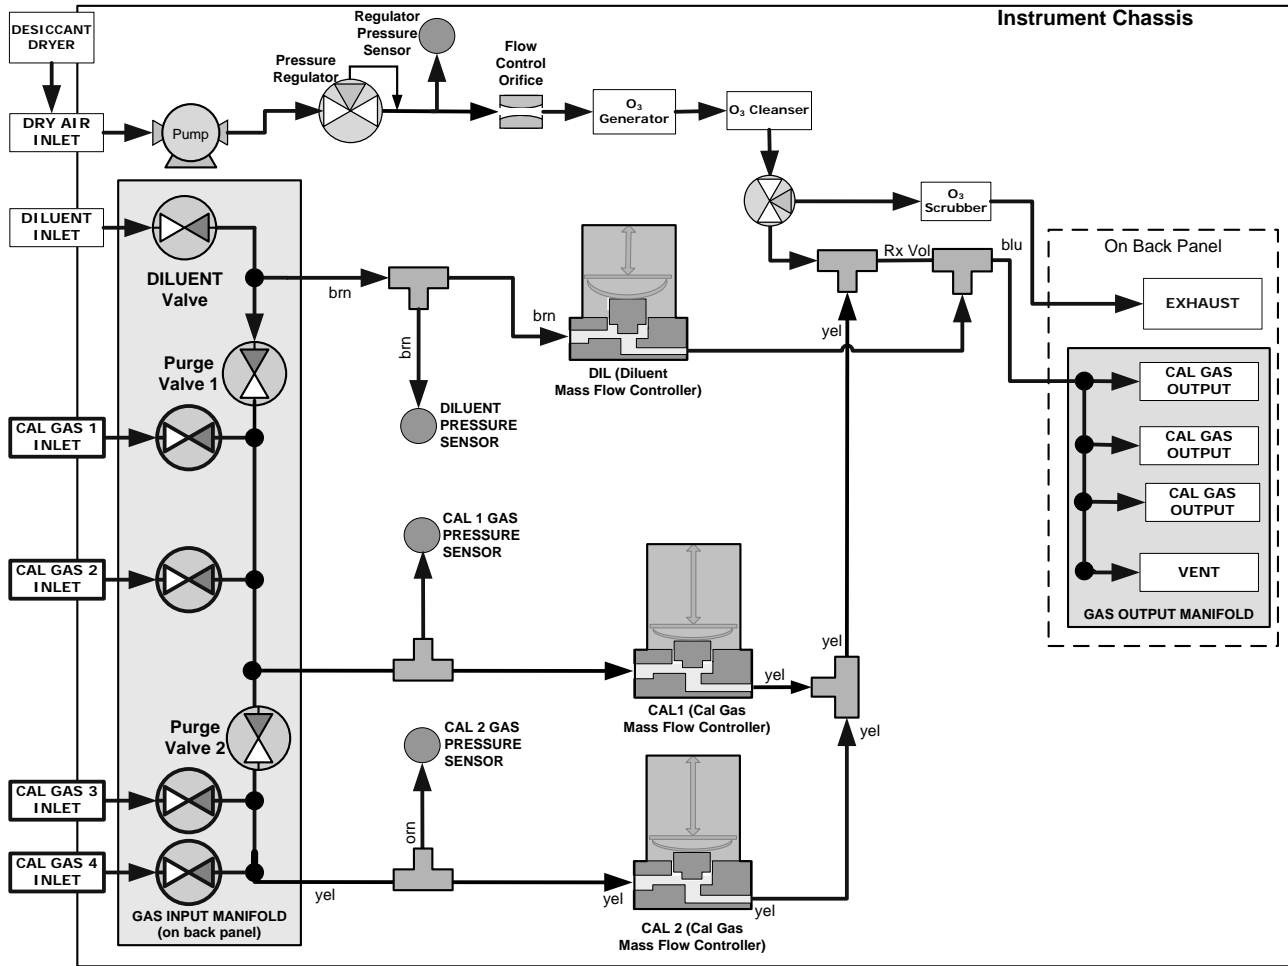 Instrument Chassis
DESICCANT
DRYER
Regulator
Pressure
Sensor
Pressure
Regulator
Flow
Control
Orifice
DRY AIR
INLET
Pump
O3
Generator
O3 Cleanser
O3
Scrubber
DILUENT
INLET
DILUENT
Valve
brn
brn
brn
Rx Vol
blu
yel
On Back Panel
EXHAUST
Purge
Valve 1
DIL (Diluent
Mass Flow Controller)
DILUENT
PRESSURE
SENSOR
CAL GAS
OUTPUT
CAL GAS
OUTPUT
CAL GAS
OUTPUT
VENT
GAS OUTPUT MANIFOLD
CAL GAS 1
INLET
CAL GAS 2
INLET
CAL 1 GAS
PRESSURE
SENSOR
yel
yel
CAL1 (Cal Gas
Mass Flow Controller)
yel
Purge
Valve 2
CAL 2 GAS
PRESSURE
SENSOR
CAL GAS 3
INLET
orn
CAL GAS 4
INLET
yel
yel
yel
GAS INPUT MANIFOLD
(on back panel)
CAL 2 (Cal Gas
Mass Flow Controller)